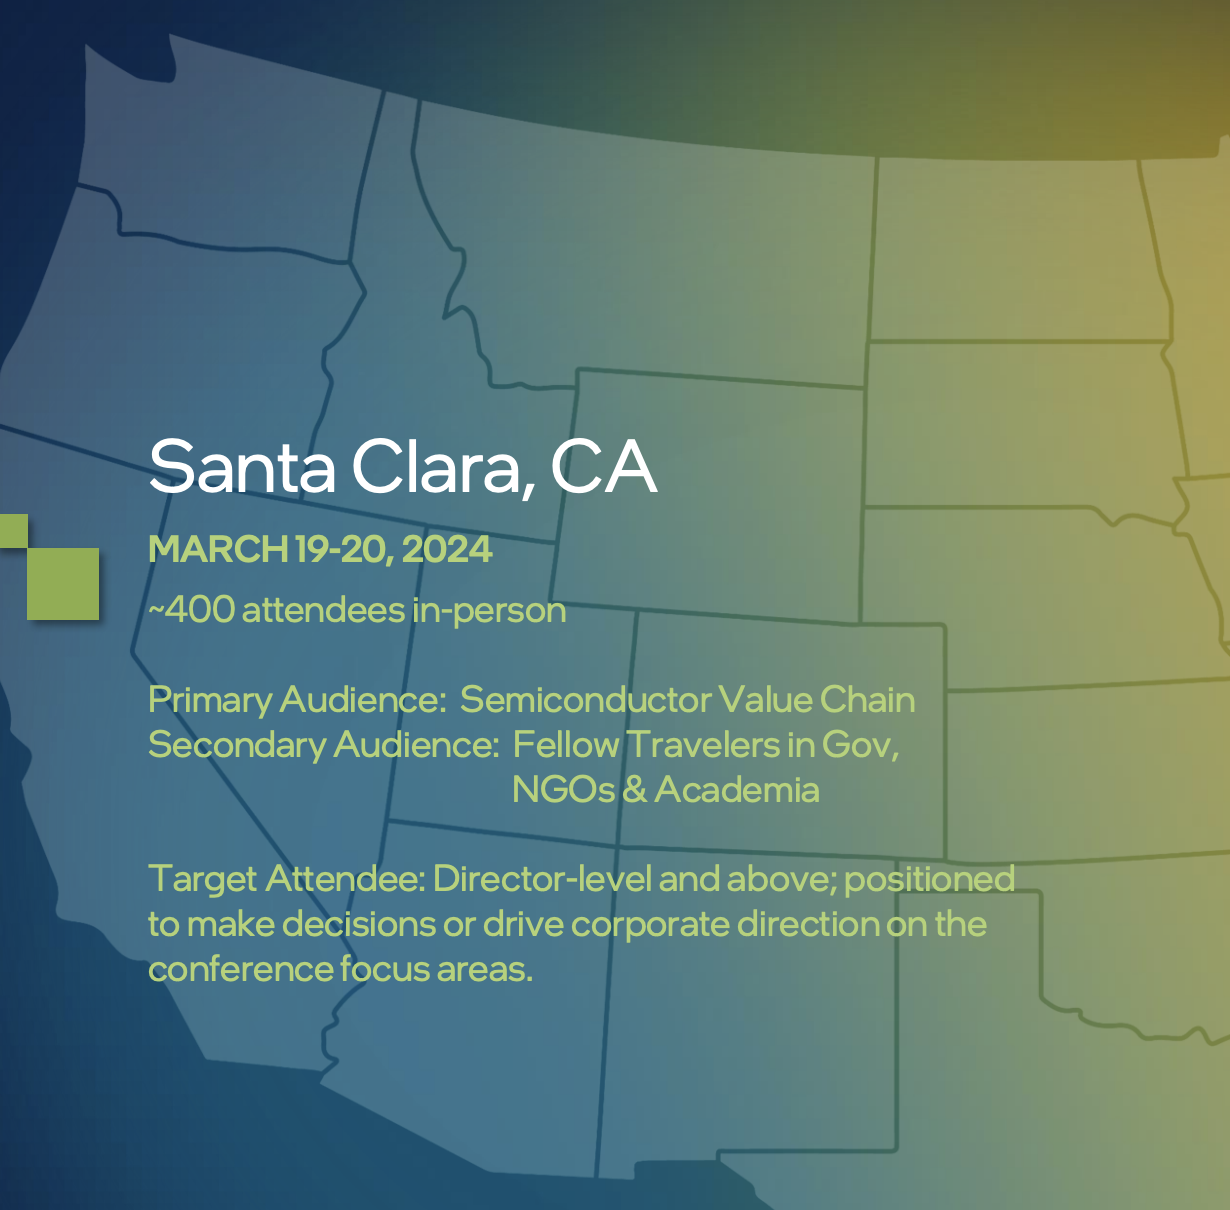 Santa Clara, CA
MARCH 19-20, 2024
~400 attendees in-person
Primary Audience: Semiconductor Value Chain
Secondary Audience: Fellow Travelers in Gov,
NGOs & Academia
Target Attendee: Director-level and above; positioned
to make decisions or drive corporate direction on the
conference focus areas.